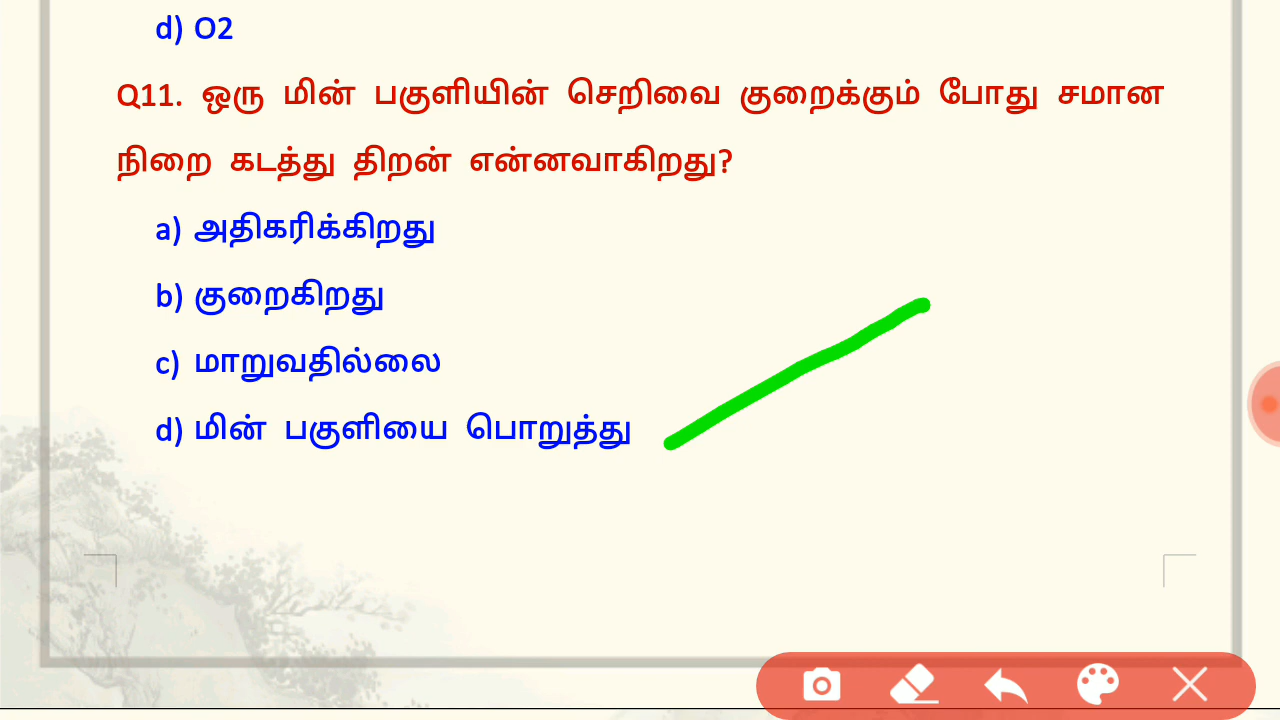 d) O2
Q11. ஒரு மின் பகுளியின் செறிவை குறைக்கும் போது சமான
நிறை கடத்து திறன் என்னவாகிறது?
a) அதிகரிக்கிறது
b) குறைகிறது
c) மாறுவதில்லை
d) மின் பகுளியை பொறுத்து